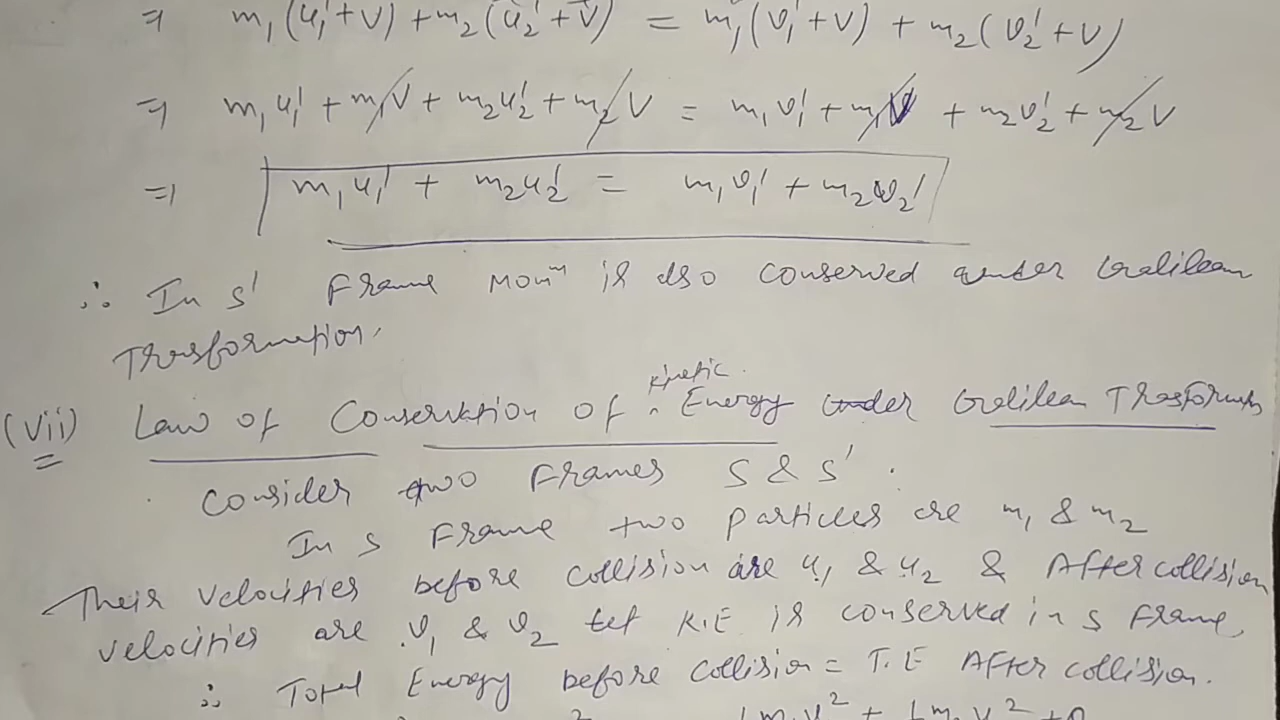 ⇒ m₁(u₁' + V) + m₂(u₂' + V) = m₁(v₁' + V) + m₂(v₂' + V)
⇒ m₁u₁' + m₁V + m₂u₂' + m₂V = m₁v₁' + m₁V + m₂v₂' + m₂V
⇒ m₁u₁' + m₂u₂' = m₁v₁' + m₂v₂'
∴ In s' Frame Momᵐ is also conserved under Galilean
Trasformation.
kinetic
(vii) Law of Conservation of Energy under Galilean Trasformatn
Consider two Frames S & S'.
In s Frame two particles are m₁ & m₂
Their velocities before collision are u₁ & u₂ & After collision
velocities are v₁ & v₂ Let K.E is conserved in s Frame,
∴ Total Energy before collision = T.E After collision.